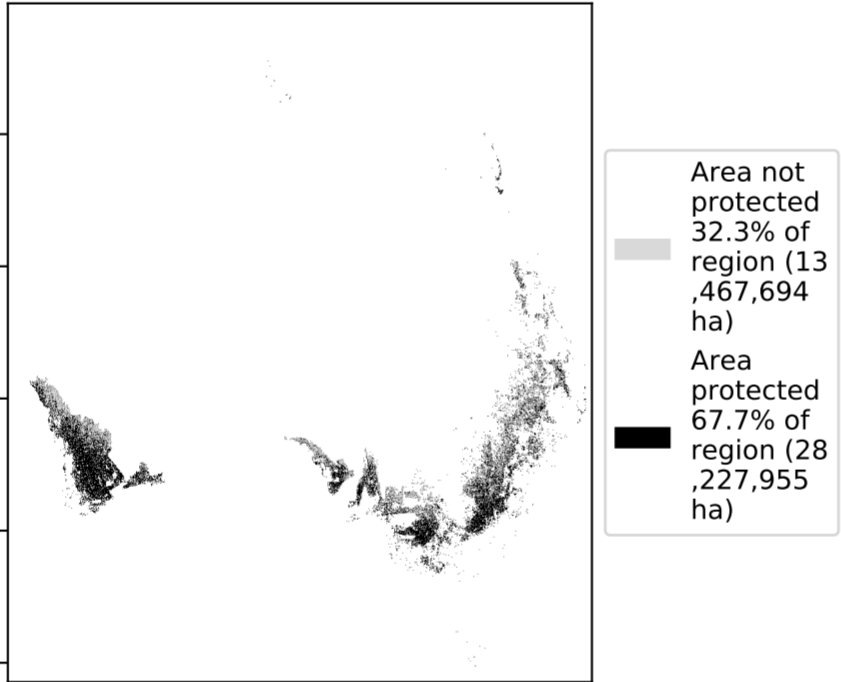 Area not
protected
32.3% of
region (13
,467,694
ha)
Area
protected
67.7% of
region (28
,227,955
ha)